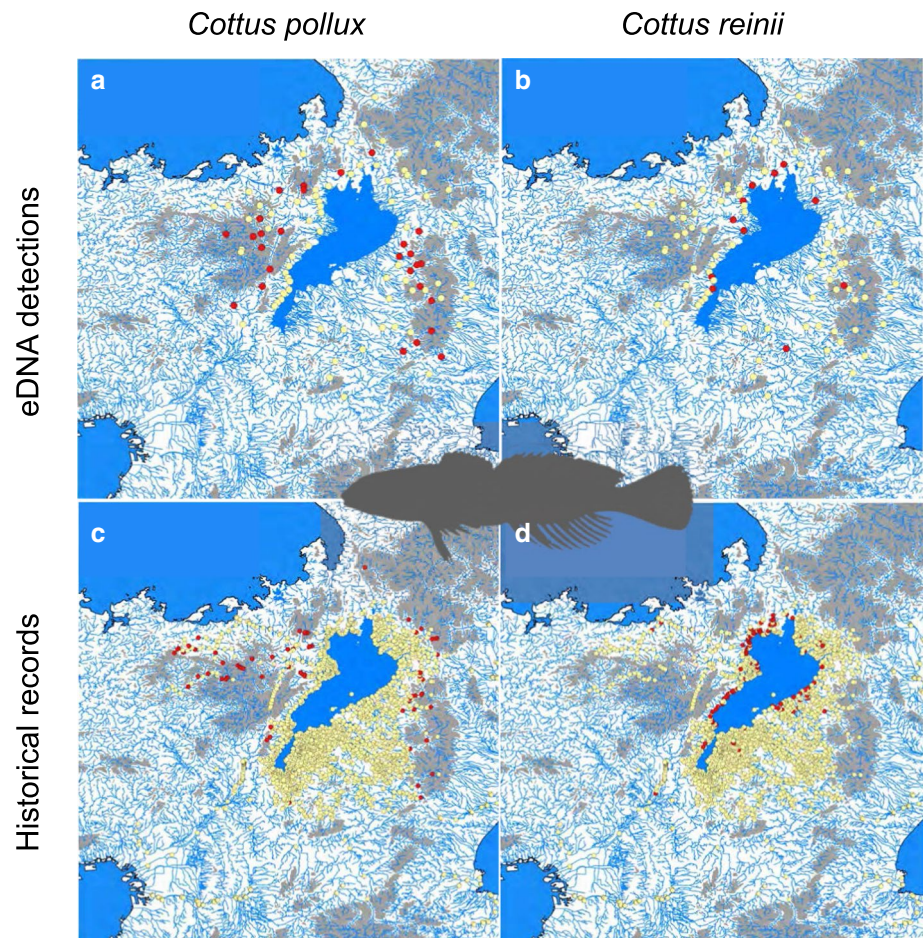 Cottus pollux
Cottus reinii
eDNA detections
a
b
Historical records
c
d